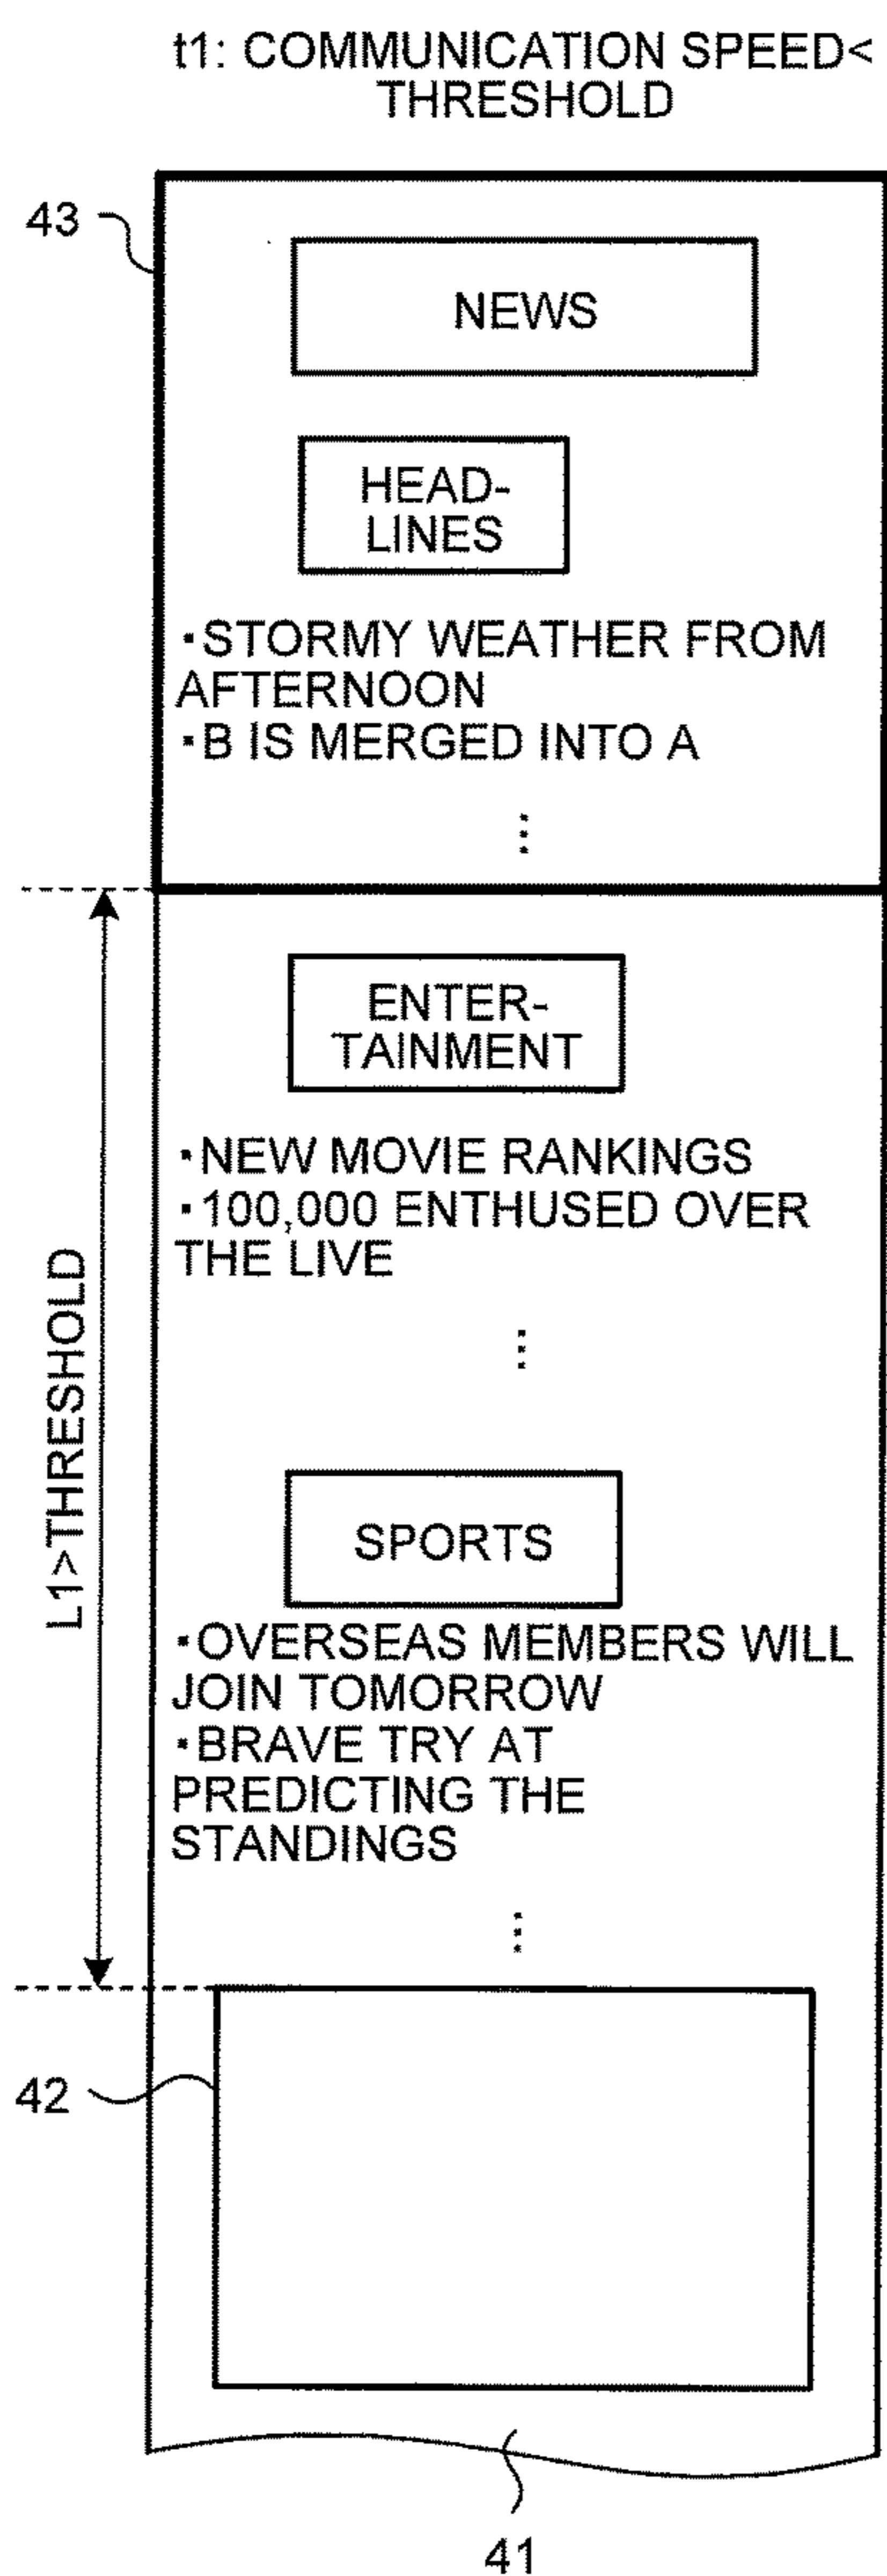 t1: COMMUNICATION SPEED<
THRESHOLD
43
NEWS
HEAD-
LINES
▪STORMY WEATHER FROM
AFTERNOON
▪B IS MERGED INTO A
⋮
ENTER-
TAINMENT
▪NEW MOVIE RANKINGS
▪100,000 ENTHUSED OVER
THE LIVE
⋮
L1>THRESHOLD
SPORTS
▪OVERSEAS MEMBERS WILL
JOIN TOMORROW
▪BRAVE TRY AT
PREDICTING THE
STANDINGS
⋮
42
41